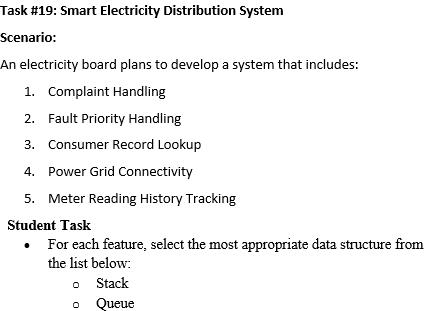 Task #19: Smart Electricity Distribution System
Scenario:
An electricity board plans to develop a system that includes:
1. Complaint Handling
2. Fault Priority Handling
3. Consumer Record Lookup
4. Power Grid Connectivity
5. Meter Reading History Tracking
Student Task
• For each feature, select the most appropriate data structure from
the list below:
o Stack
o Queue